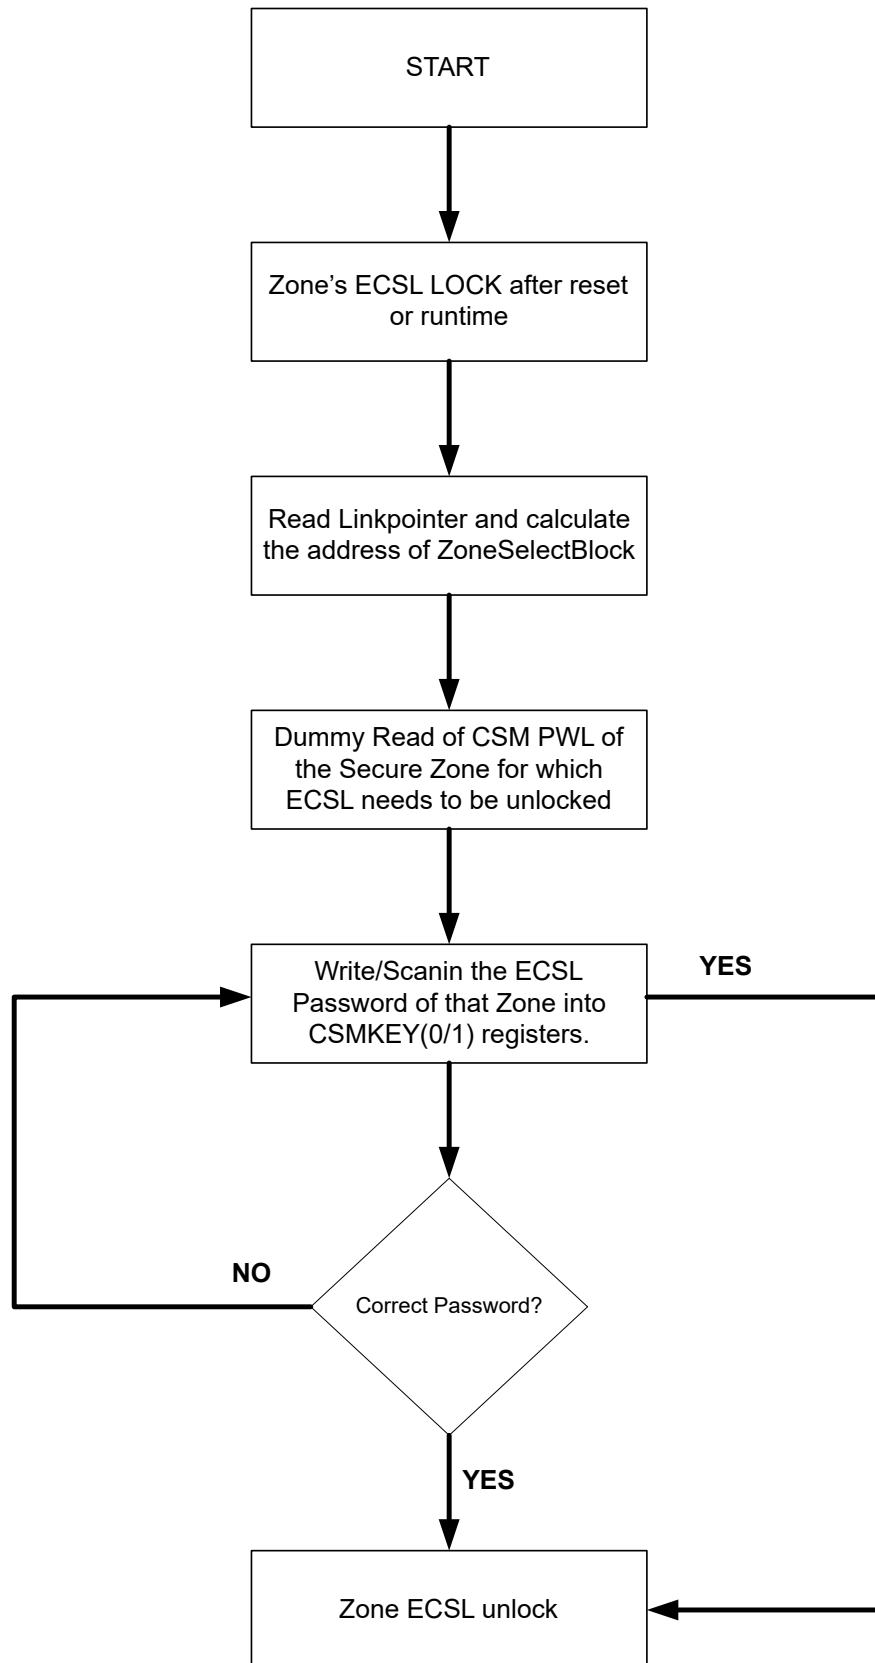 START
Zone’s ECSL LOCK after reset
or runtime
Read Linkpointer and calculate
the address of ZoneSelectBlock
Dummy Read of CSM PWL of
the Secure Zone for which
ECSL needs to be unlocked
Write/Scanin the ECSL
Password of that Zone into
CSMKEY(0/1) registers.
YES
NO
Correct Password?
YES
Zone ECSL unlock